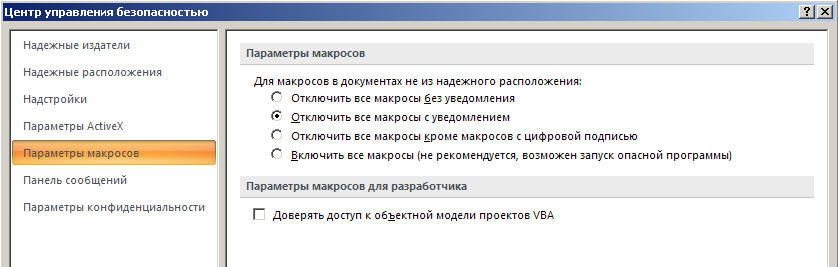 Центр управления безопасностью
Надежные издатели
Надежные расположения
Надстройки
Параметры ActiveX
Параметры макросов
Панель сообщений
Параметры конфиденциальности
Параметры макросов
Для макросов в документах не из надежного расположения:
Отключить все макросы без уведомления
Отключить все макросы с уведомлением
Отключить все макросы кроме макросов с цифровой подписью
Включить все макросы (не рекомендуется, возможен запуск опасной программы)
Параметры макросов для разработчика
Доверять доступ к объектной модели проектов VBA